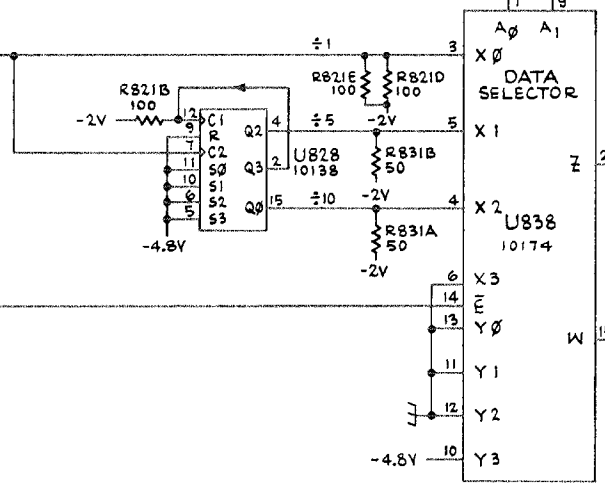 7 9
AØ A1
÷1
3 XØ
DATA
SELECTOR
R821E
100
R821D
100
-2V
R821B
100
-2V
12 C1
9 R
7 C2
11 SØ
10 S1
6 S2
5 S3
-4.8V
Q2 4
Q3 2
QØ 15
U828
10138
÷5
5 X1
R831B
50
-2V
÷10
4 X2
R831A
50
-2V
Z
U838
10174
6 X3
14 E̅
13 YØ
W
11 Y1
12 Y2
-4.8V
10 Y3